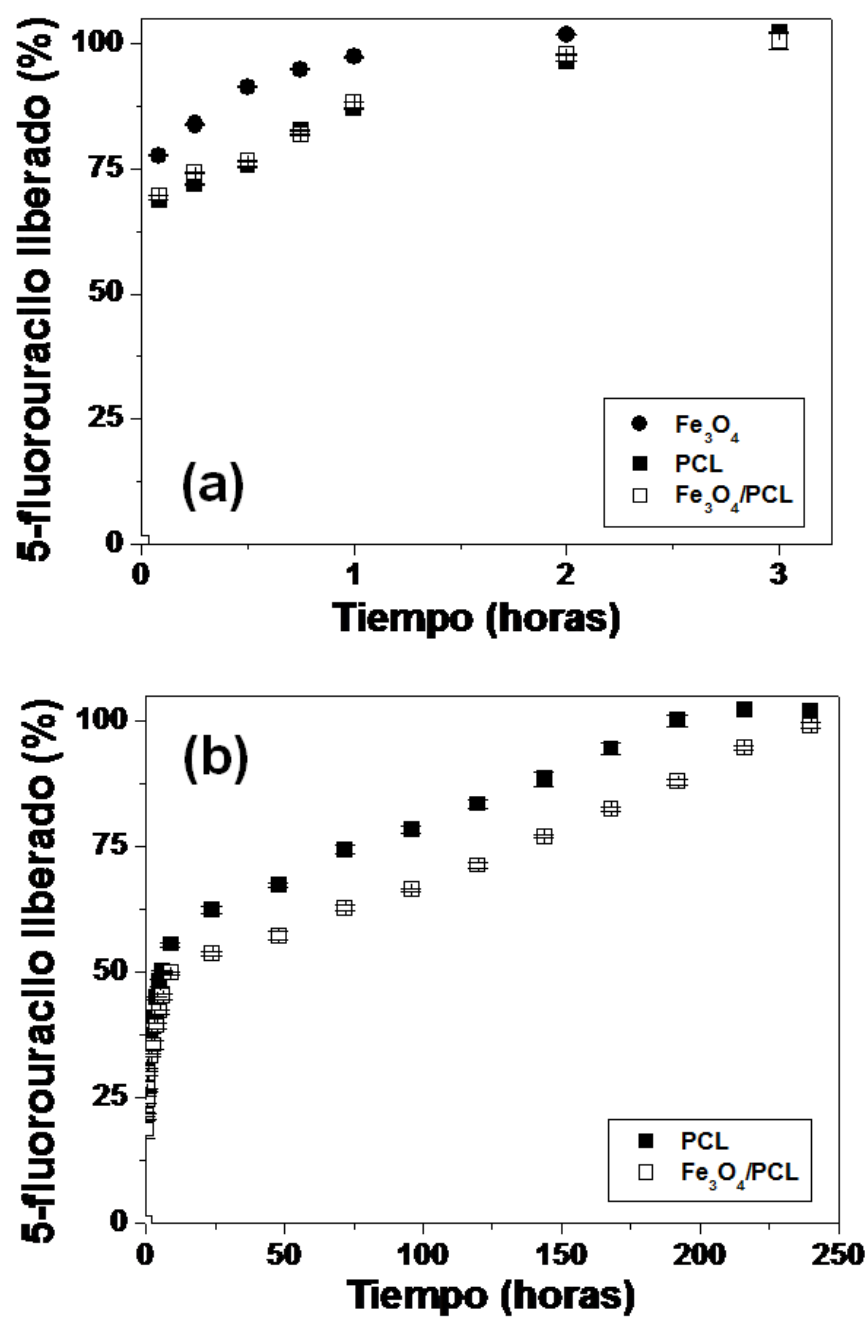 5-fluorouracilo liberado (%)
100
75
50
25
0
(a)
Fe3O4
PCL
Fe3O4/PCL
0 1 2 3
Tiempo (horas)
5-fluorouracilo liberado (%)
100
75
50
25
0
(b)
PCL
Fe3O4/PCL
0 50 100 150 200 250
Tiempo (horas)